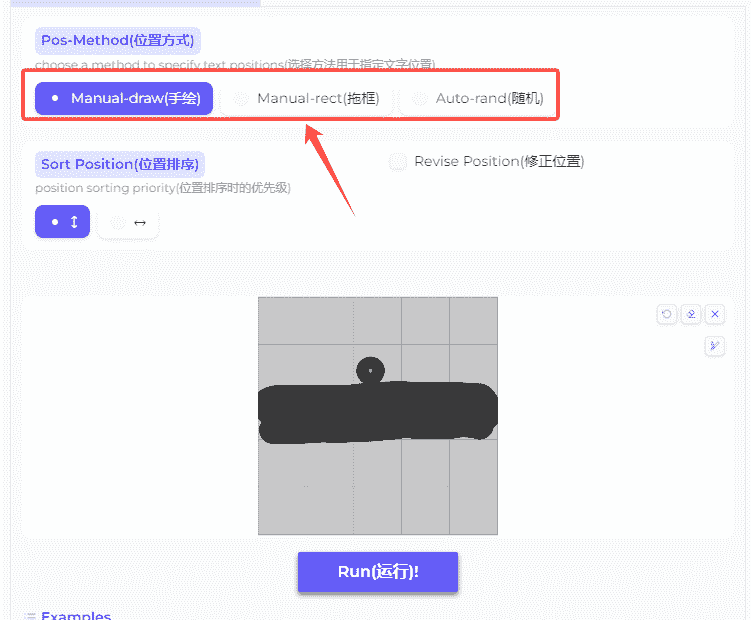 Pos-Method(位置方式)
choose a method to specify text positions(选择方法用于指定文字位置)
Manual-draw(手绘) Manual-rect(拖框) Auto-rand(随机)
Sort Position(位置排序) Revise Position(修正位置)
position sorting priority(位置排序时的优先级)
Run(运行)!
Examples